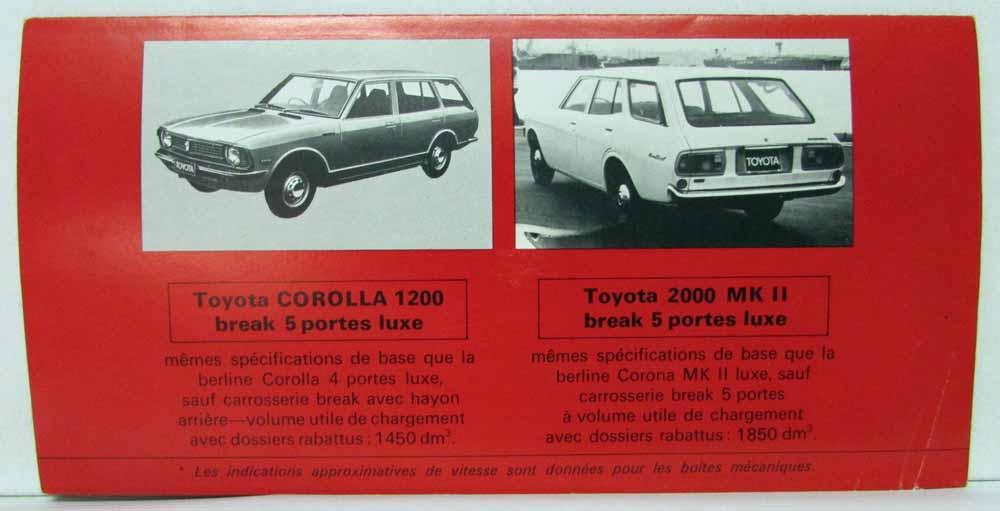 TOYOTA
TOYOTA
Toyota COROLLA 1200
break 5 portes luxe
mêmes spécifications de base que la
berline Corolla 4 portes luxe,
sauf carrosserie break avec hayon
arrière—volume utile de chargement
avec dossiers rabattus : 1450 dm³.
Toyota 2000 MK II
break 5 portes luxe
mêmes spécifications de base que la
berline Corona MK II luxe, sauf
carrosserie break 5 portes
à volume utile de chargement
avec dossiers rabattus : 1850 dm³.
* Les indications approximatives de vitesse sont données pour les boîtes mécaniques.